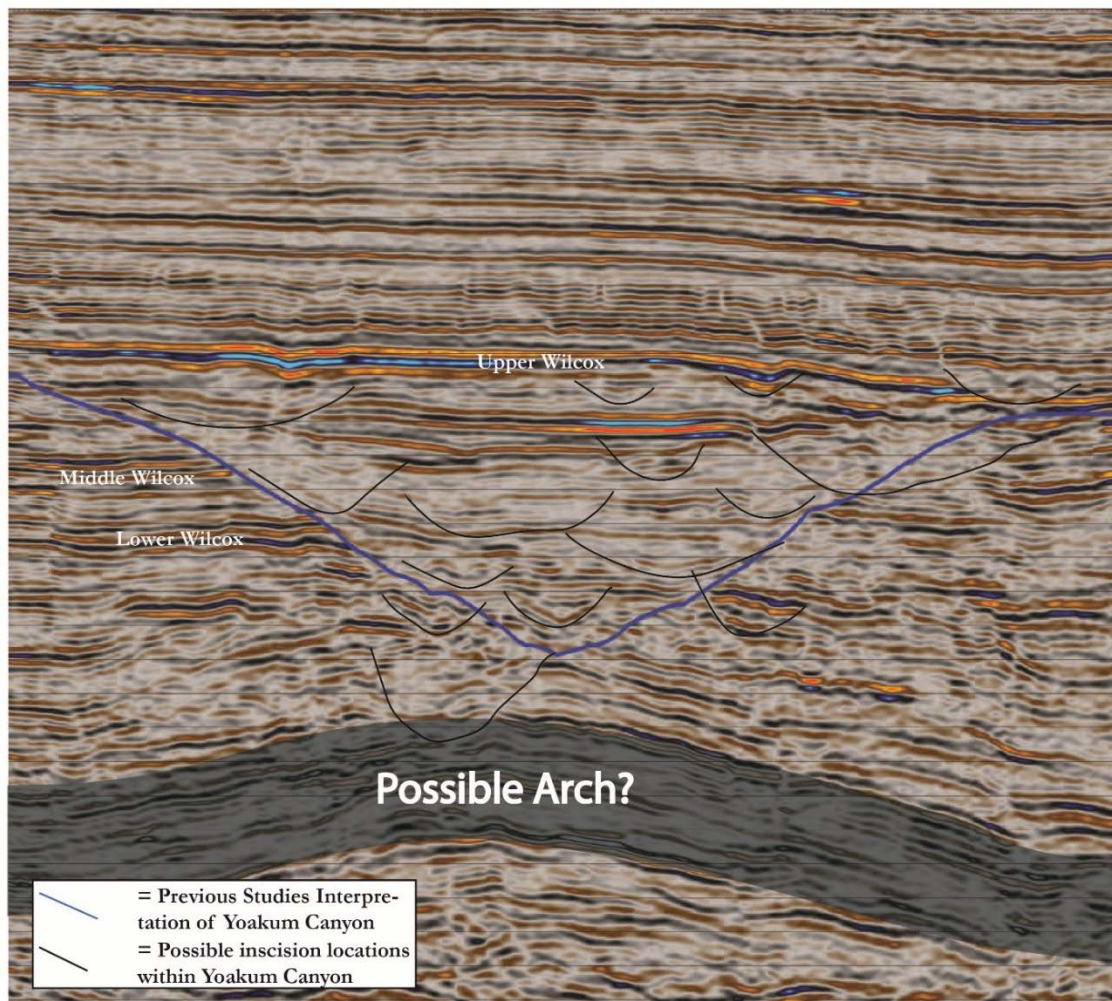 Upper Wilcox
Middle Wilcox
Lower Wilcox
Possible Arch?
= Previous Studies Interpre-
tation of Yoakum Canyon
= Possible inscision locations
within Yoakum Canyon